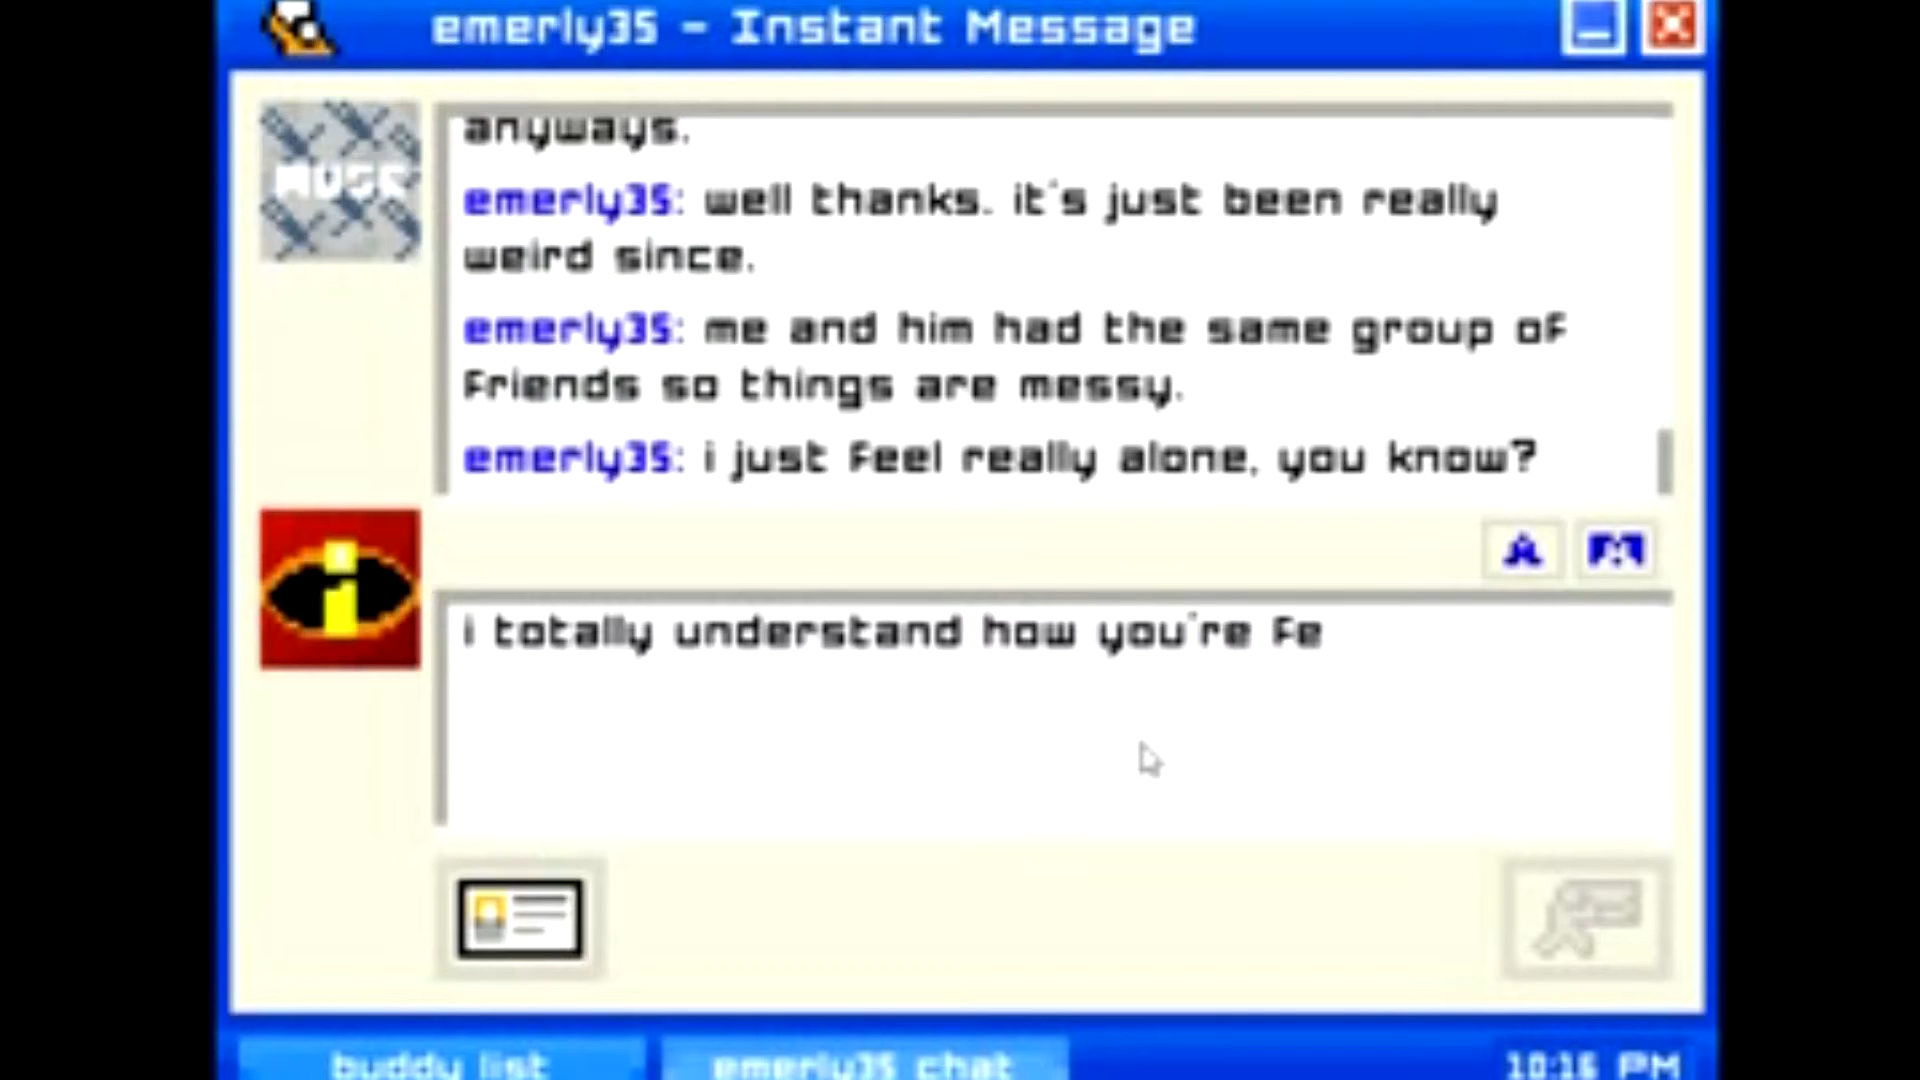 emerly35 - Instant Message
anyways.
emerly35: well thanks. it's just been really
weird since.
emerly35: me and him had the same group of
friends so things are messy.
emerly35: i just feel really alone, you know?
i totally understand how you're fe
buddy list
emerly35 chat
10:16 PM